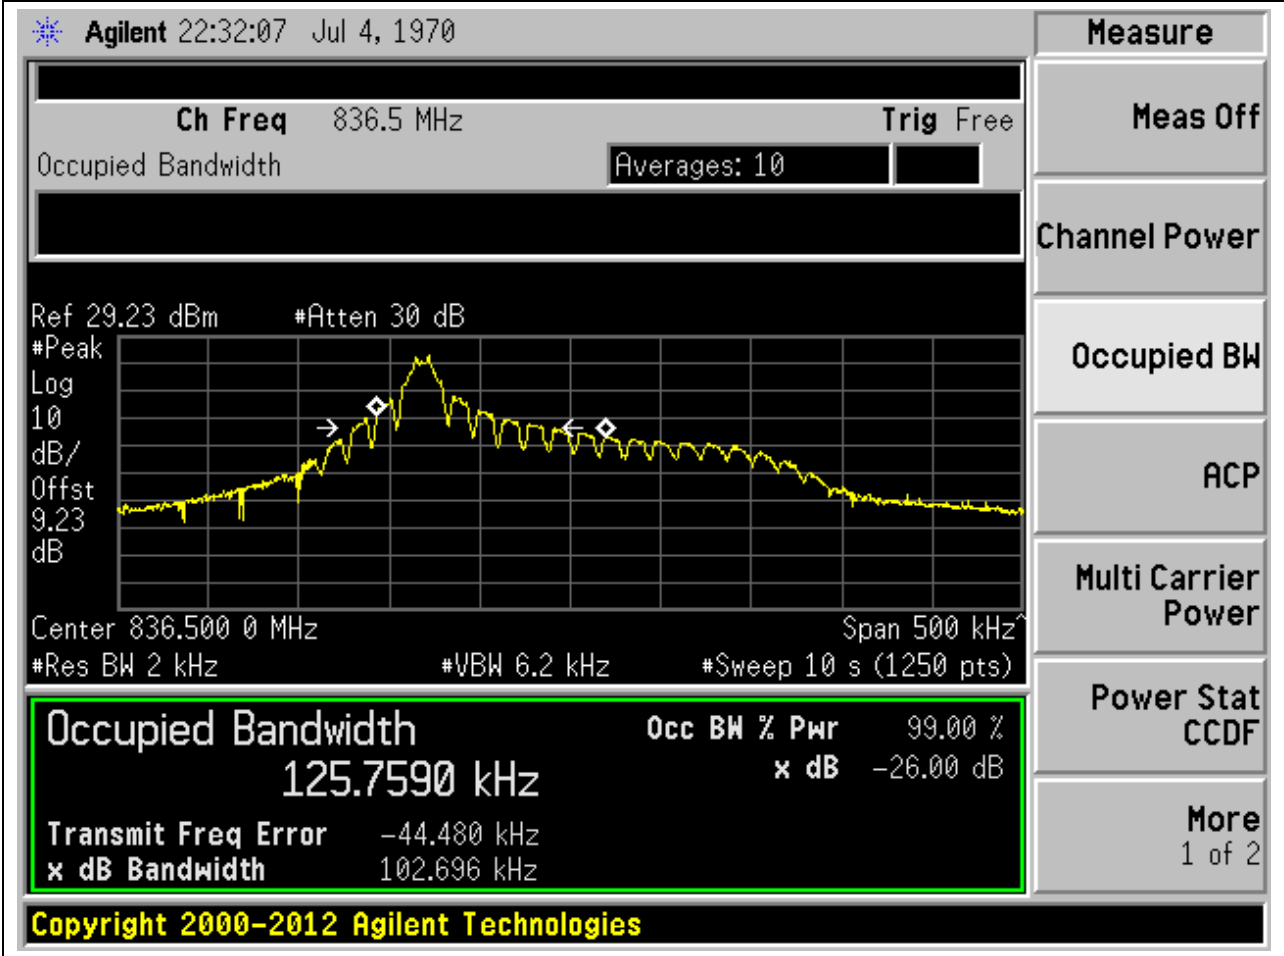 Agilent 22:32:07 Jul 4, 1970
Measure
Ch Freq 836.5 MHz
Trig Free
Occupied Bandwidth
Averages: 10
Meas Off
Channel Power
Occupied BW
ACP
Multi Carrier
Power
Power Stat
CCDF
More
1 of 2
Ref 29.23 dBm #Atten 30 dB
#Peak
Log
10
dB/
Offst
9.23
dB
Center 836.500 0 MHz Span 500 kHz^
#Res BW 2 kHz #VBW 6.2 kHz #Sweep 10 s (1250 pts)
Occupied Bandwidth
125.7590 kHz
Occ BW % Pwr 99.00 %
x dB -26.00 dB
Transmit Freq Error -44.480 kHz
x dB Bandwidth 102.696 kHz
Copyright 2000-2012 Agilent Technologies